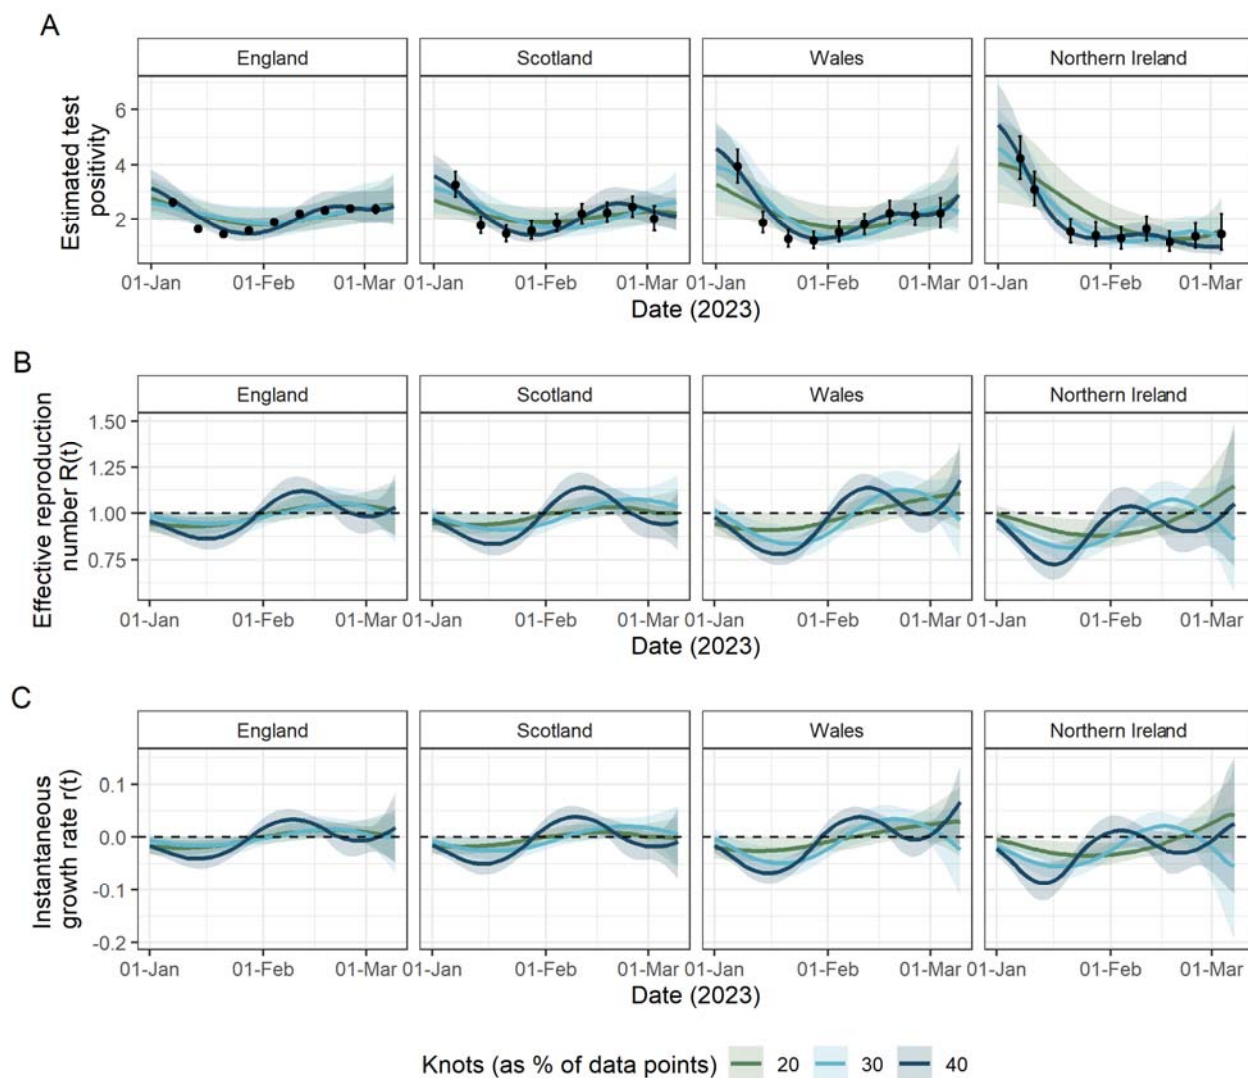 A
England Scotland Wales Northern Ireland
Estimated test
positivity
6
4
2
01-Jan 01-Feb 01-Mar 01-Jan 01-Feb 01-Mar 01-Jan 01-Feb 01-Mar 01-Jan 01-Feb 01-Mar
Date (2023)
B
England Scotland Wales Northern Ireland
Effective reproduction
number R(t)
1.50
1.25
1.00
0.75
01-Jan 01-Feb 01-Mar 01-Jan 01-Feb 01-Mar 01-Jan 01-Feb 01-Mar 01-Jan 01-Feb 01-Mar
Date (2023)
C
England Scotland Wales Northern Ireland
Instantaneous
growth rate r(t)
0.1
0.0
-0.1
-0.2
01-Jan 01-Feb 01-Mar 01-Jan 01-Feb 01-Mar 01-Jan 01-Feb 01-Mar 01-Jan 01-Feb 01-Mar
Date (2023)
Knots (as % of data points) 20 30 40